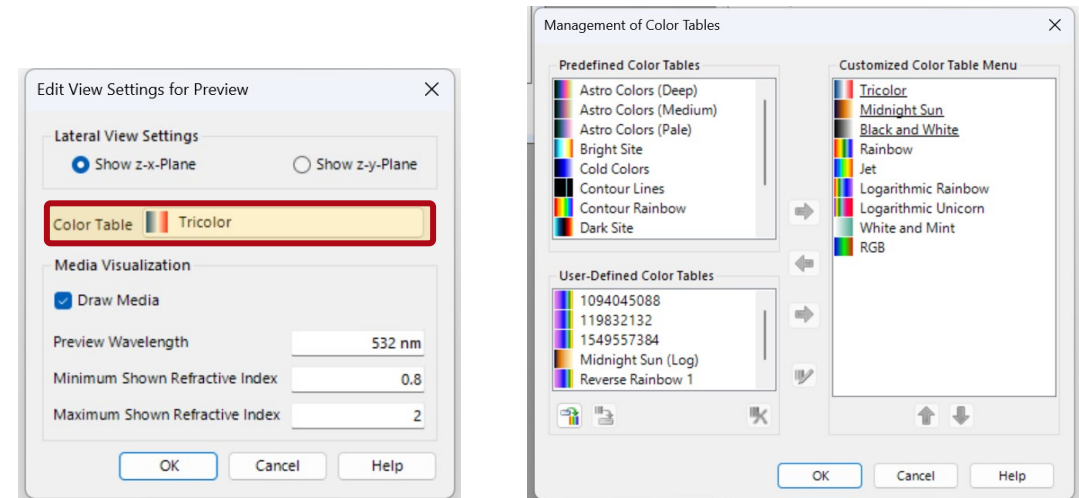 Edit View Settings for Preview
Lateral View Settings
Show z-x-Plane
Show z-y-Plane
Color Table
Tricolor
Media Visualization
Draw Media
Preview Wavelength
532 nm
Minimum Shown Refractive Index
0.8
Maximum Shown Refractive Index
2
OK
Cancel
Help
Management of Color Tables
Predefined Color Tables
Astro Colors (Deep)
Astro Colors (Medium)
Astro Colors (Pale)
Bright Site
Cold Colors
Contour Lines
Contour Rainbow
Dark Site
User-Defined Color Tables
1094045088
119832132
1549557384
Midnight Sun (Log)
Reverse Rainbow 1
Customized Color Table Menu
Tricolor
Midnight Sun
Black and White
Rainbow
Jet
Logarithmic Rainbow
Logarithmic Unicorn
White and Mint
RGB
OK
Cancel
Help